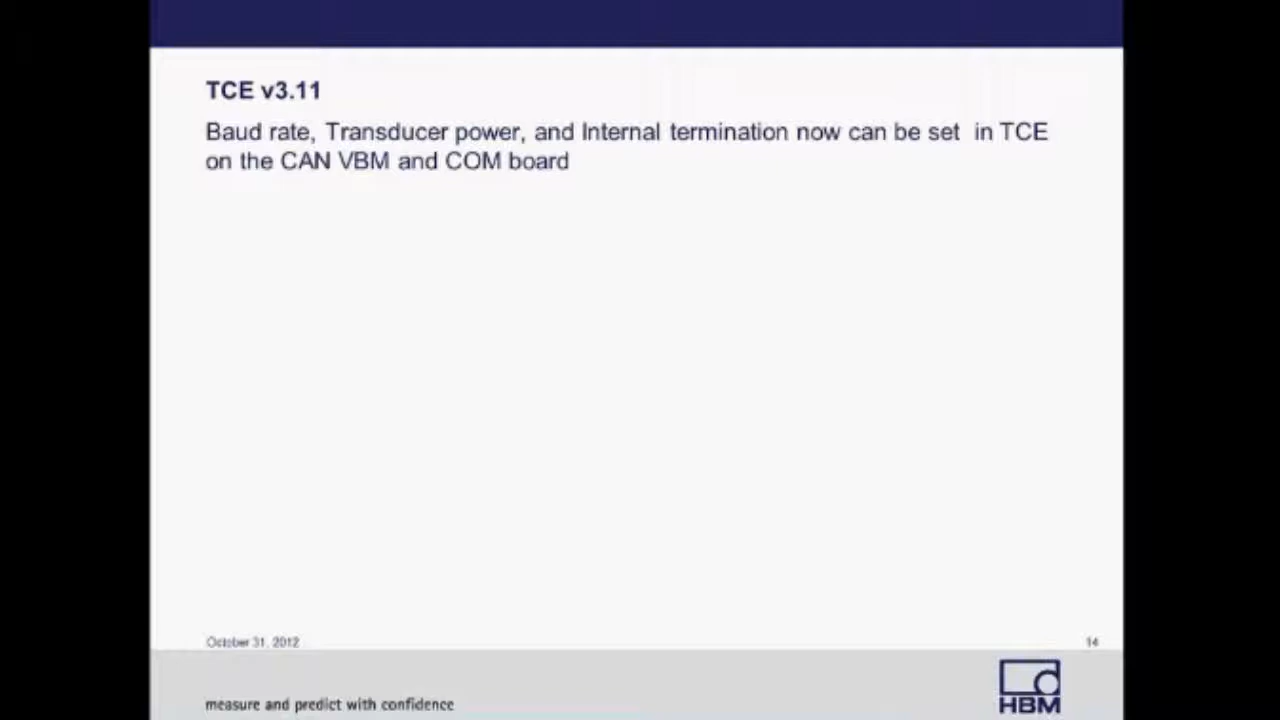 TCE v3.11
Baud rate, Transducer power, and Internal termination now can be set in TCE
on the CAN VBM and COM board
October 31, 2012
14
measure and predict with confidence
HBM